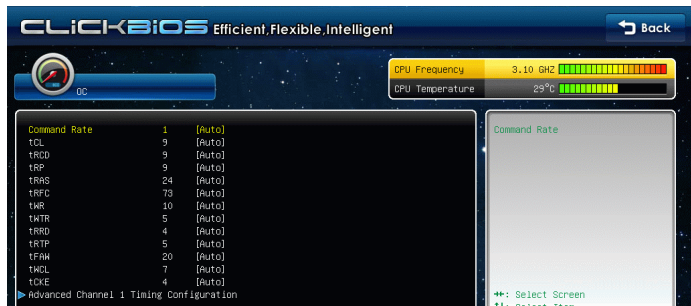 CLiCKBIOS Efficient,Flexible,Intelligent
Back
OC
CPU Frequency 3.10 GHZ
CPU Temperature 29°C
Command Rate 1 [Auto]
tCL 9 [Auto]
tRCD 9 [Auto]
tRP 9 [Auto]
tRAS 24 [Auto]
tRFC 73 [Auto]
tWR 10 [Auto]
tWTR 5 [Auto]
tRRD 4 [Auto]
tRTP 5 [Auto]
tFAW 20 [Auto]
tWCL 7 [Auto]
tCKE 4 [Auto]
Advanced Channel 1 Timing Configuration
Command Rate
↔: Select Screen
↑↓: Select Item